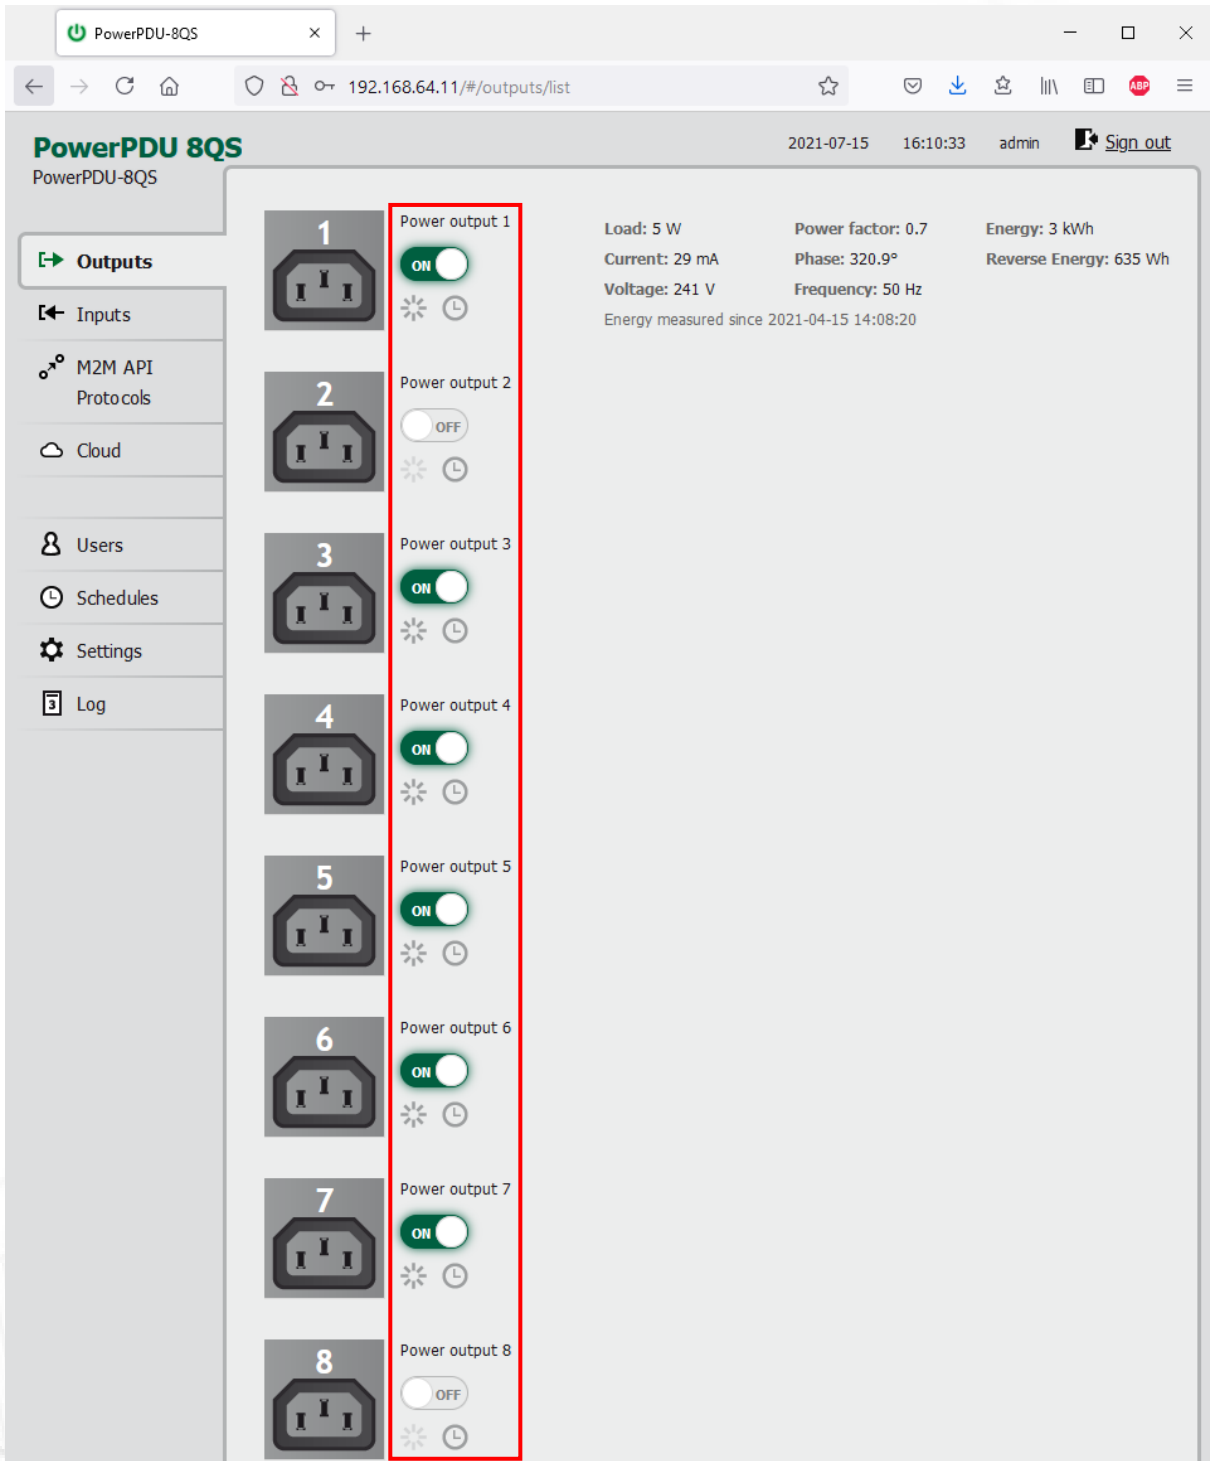 PowerPDU-8QS
192.168.64.11/#/outputs/list
ABP
PowerPDU 8QS
PowerPDU-8QS
2021-07-15 16:10:33 admin Sign out
Outputs
Inputs
M2M API
Protocols
Cloud
Users
Schedules
Settings
3
Log
1
Power output 1
ON
Load: 5 W Power factor: 0.7 Energy: 3 kWh
Current: 29 mA Phase: 320.9° Reverse Energy: 635 Wh
Voltage: 241 V Frequency: 50 Hz
Energy measured since 2021-04-15 14:08:20
2
Power output 2
OFF
3
Power output 3
ON
4
Power output 4
ON
5
Power output 5
ON
6
Power output 6
ON
7
Power output 7
ON
8
Power output 8
OFF